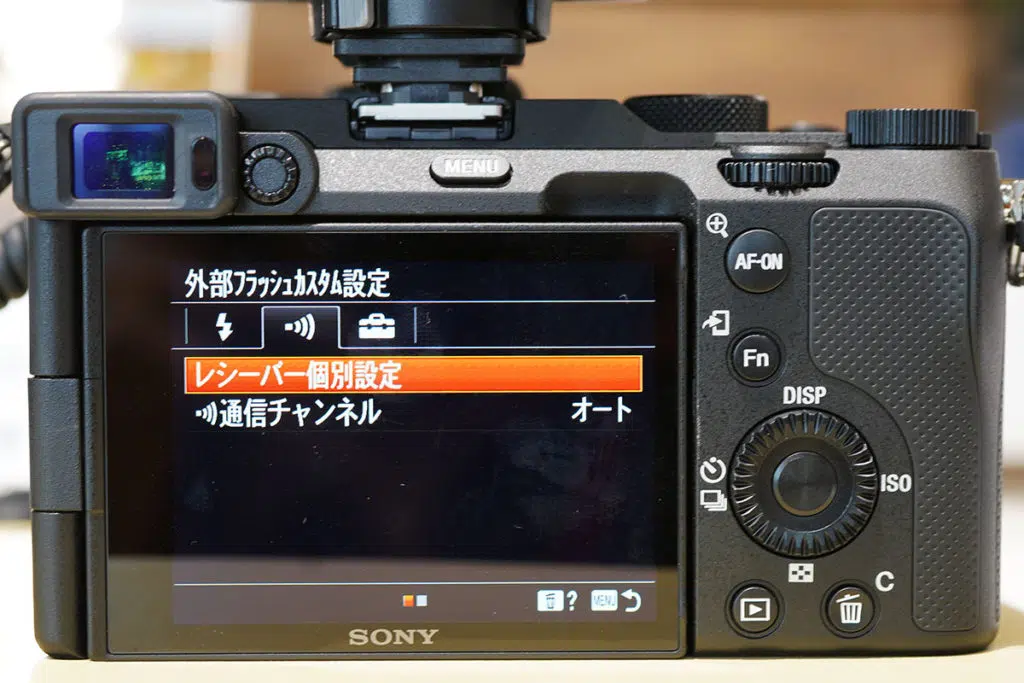 MENU
外部フラッシュカスタム設定
レシーバー個別設定
通信チャンネル オート
? MENU
SONY
AF-ON
Fn
DISP
ISO
C